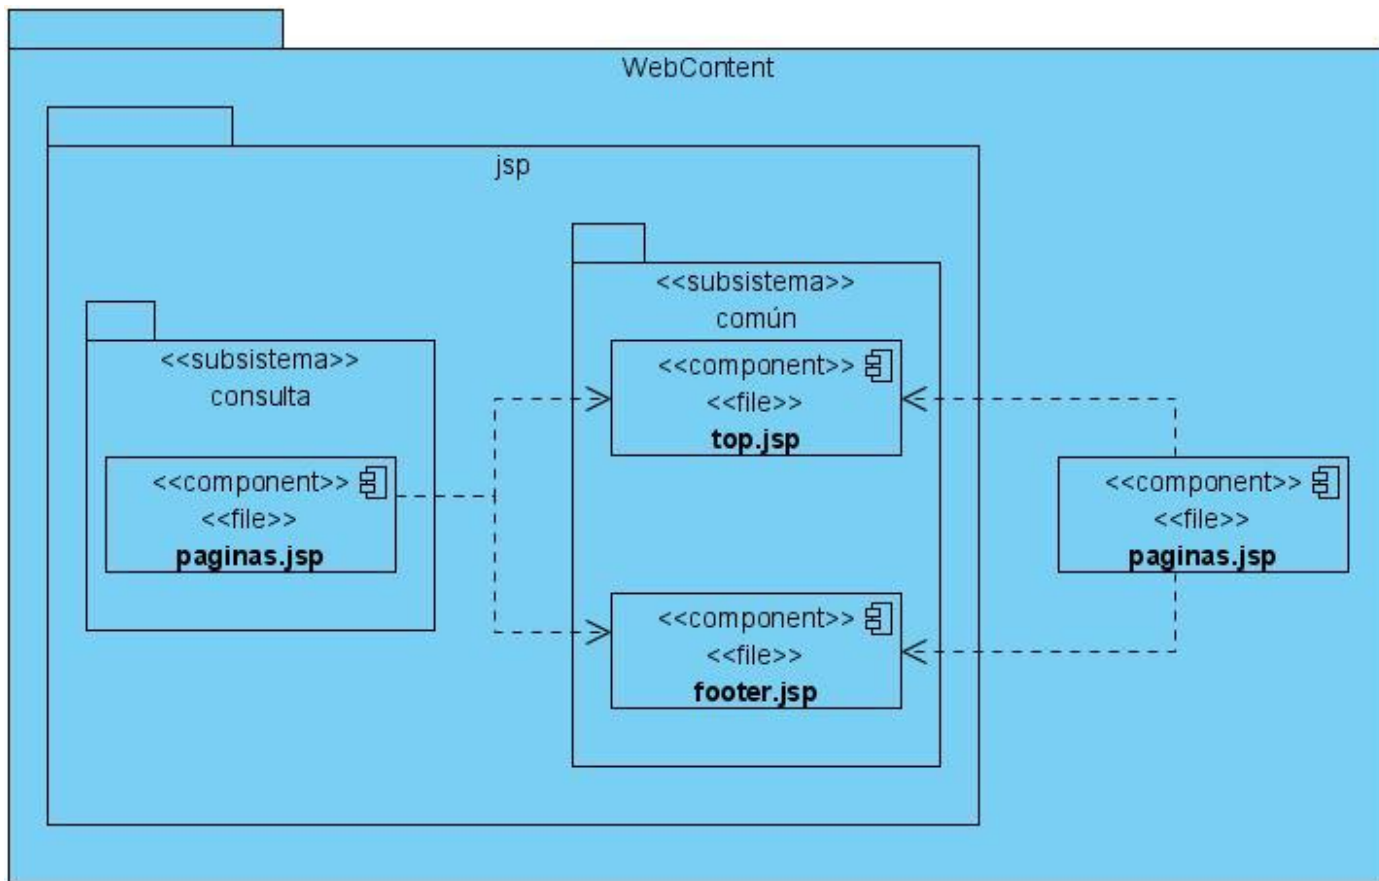 WebContent
jsp
<<subsistema>>
consulta
<<component>>
<<file>>
paginas.jsp
<<subsistema>>
común
<<component>>
<<file>>
top.jsp
<<component>>
<<file>>
footer.jsp
<<component>>
<<file>>
paginas.jsp